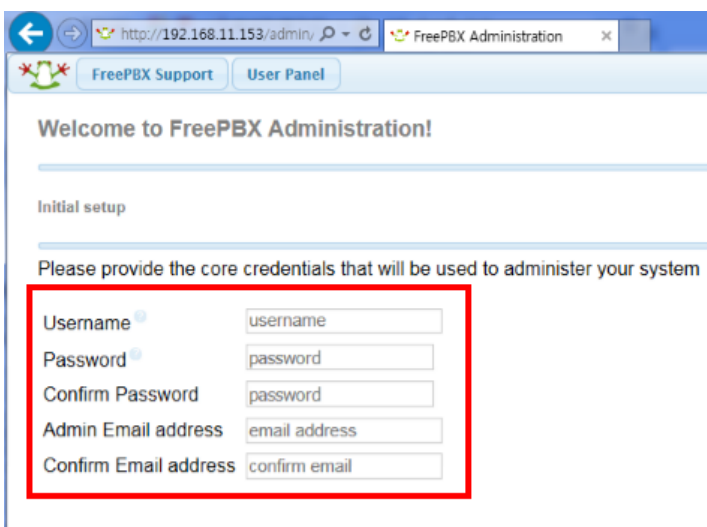 http://192.168.11.153/admin/ FreePBX Administration
FreePBX Support User Panel
Welcome to FreePBX Administration!
Initial setup
Please provide the core credentials that will be used to administer your system
Username username
Password password
Confirm Password password
Admin Email address email address
Confirm Email address confirm email